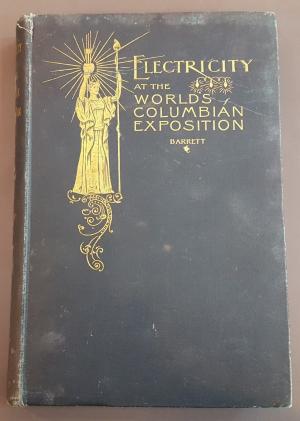 ELECTRICITY
AT THE
WORLDS
COLUMBIAN
EXPOSITION
BARRETT